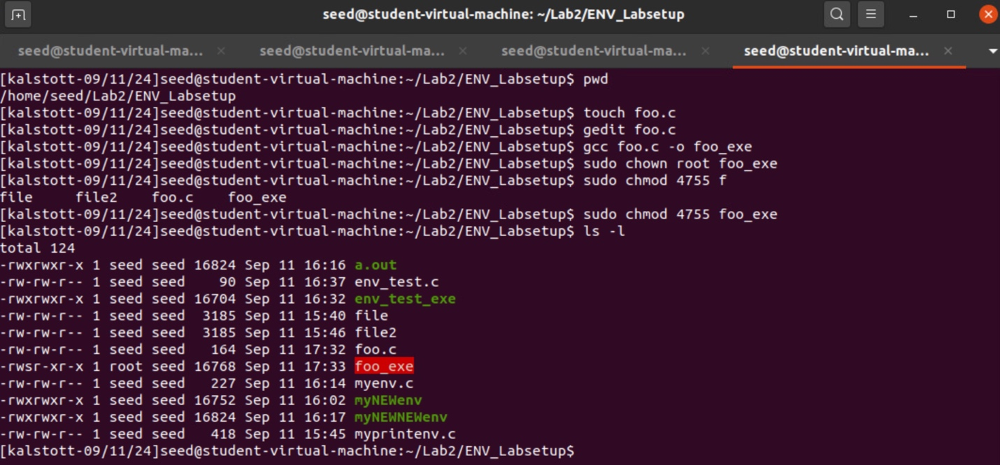 seed@student-virtual-machine: ~/Lab2/ENV_Labsetup
seed@student-virtual-ma... × seed@student-virtual-ma... × seed@student-virtual-ma... × seed@student-virtual-ma... ×
[kalstott-09/11/24]seed@student-virtual-machine:~/Lab2/ENV_Labsetup$ pwd
/home/seed/Lab2/ENV_Labsetup
[kalstott-09/11/24]seed@student-virtual-machine:~/Lab2/ENV_Labsetup$ touch foo.c
[kalstott-09/11/24]seed@student-virtual-machine:~/Lab2/ENV_Labsetup$ gedit foo.c
[kalstott-09/11/24]seed@student-virtual-machine:~/Lab2/ENV_Labsetup$ gcc foo.c -o foo_exe
[kalstott-09/11/24]seed@student-virtual-machine:~/Lab2/ENV_Labsetup$ sudo chown root foo_exe
[kalstott-09/11/24]seed@student-virtual-machine:~/Lab2/ENV_Labsetup$ sudo chmod 4755 f
file     file2    foo.c    foo_exe
[kalstott-09/11/24]seed@student-virtual-machine:~/Lab2/ENV_Labsetup$ sudo chmod 4755 foo_exe
[kalstott-09/11/24]seed@student-virtual-machine:~/Lab2/ENV_Labsetup$ ls -l
total 124
-rwxrwxr-x 1 seed seed 16824 Sep 11 16:16 a.out
-rw-rw-r-- 1 seed seed    90 Sep 11 16:37 env_test.c
-rwxrwxr-x 1 seed seed 16704 Sep 11 16:32 env_test_exe
-rw-rw-r-- 1 seed seed  3185 Sep 11 15:40 file
-rw-rw-r-- 1 seed seed  3185 Sep 11 15:46 file2
-rw-rw-r-- 1 seed seed   164 Sep 11 17:32 foo.c
-rwsr-xr-x 1 root seed 16768 Sep 11 17:33 foo_exe
-rw-rw-r-- 1 seed seed   227 Sep 11 16:14 myenv.c
-rwxrwxr-x 1 seed seed 16752 Sep 11 16:02 myNEWenv
-rwxrwxr-x 1 seed seed 16824 Sep 11 16:17 myNEWNEWenv
-rw-rw-r-- 1 seed seed   418 Sep 11 15:45 myprintenv.c
[kalstott-09/11/24]seed@student-virtual-machine:~/Lab2/ENV_Labsetup$